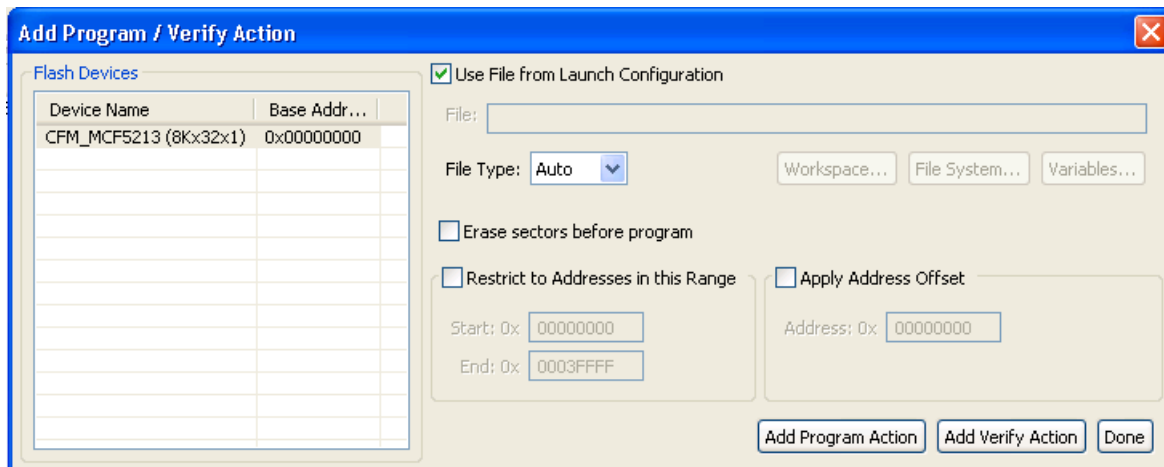 Add Program / Verify Action
Flash Devices
Device Name Base Addr...
CFM_MCF5213 (8Kx32x1) 0x00000000
Use File from Launch Configuration
File:
File Type: Auto
Workspace... File System... Variables...
Erase sectors before program
Restrict to Addresses in this Range
Start: 0x 00000000
End: 0x 0003FFFF
Apply Address Offset
Address: 0x 00000000
Add Program Action Add Verify Action Done